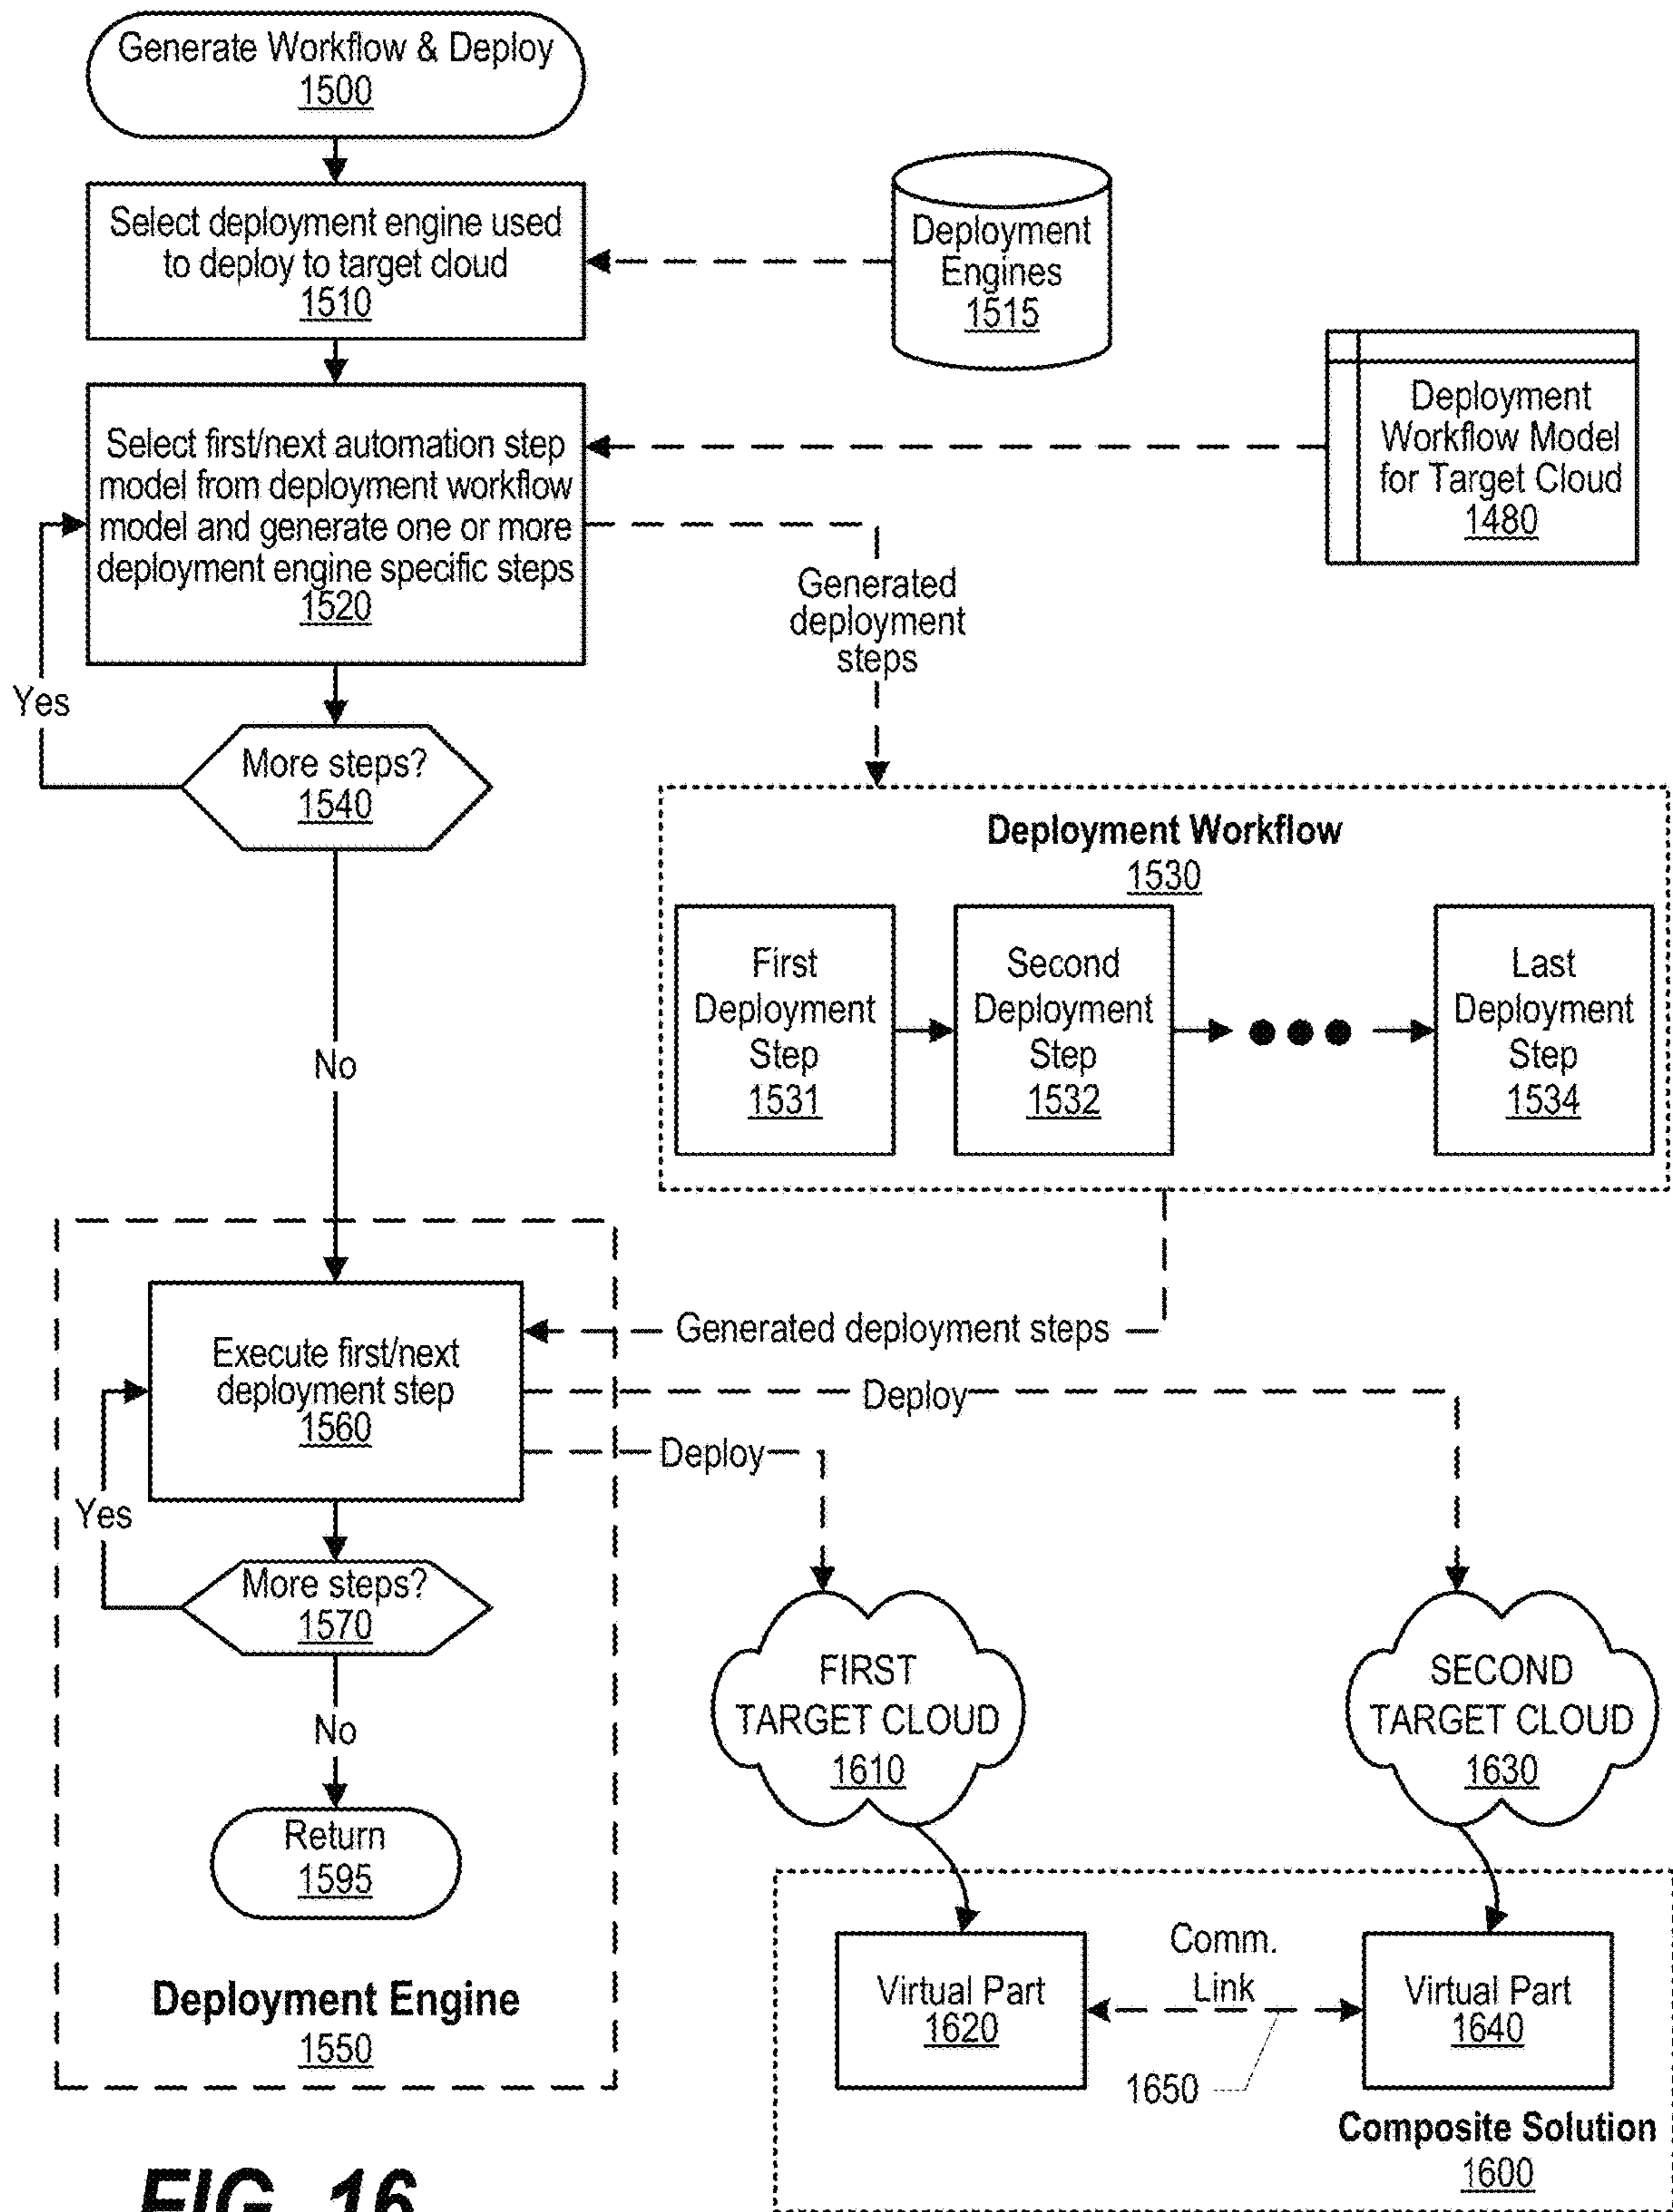 Generate Workflow & Deploy
1500
Select deployment engine used
to deploy to target cloud
1510
Deployment
Engines
1515
Deployment
Workflow Model
for Target Cloud
1480
Select first/next automation step
model from deployment workflow
model and generate one or more
deployment engine specific steps
1520
Generated
deployment
steps
Yes
More steps?
1540
No
Deployment Workflow
1530
First
Deployment
Step
1531
Second
Deployment
Step
1532
Last
Deployment
Step
1534
Generated deployment steps
Execute first/next
deployment step
1560
Deploy
Deploy
Yes
More steps?
1570
No
Return
1595
Deployment Engine
1550
FIRST
TARGET CLOUD
1610
SECOND
TARGET CLOUD
1630
Virtual Part
1620
Comm.
Link
1650
Virtual Part
1640
Composite Solution
1600
FIG. 16